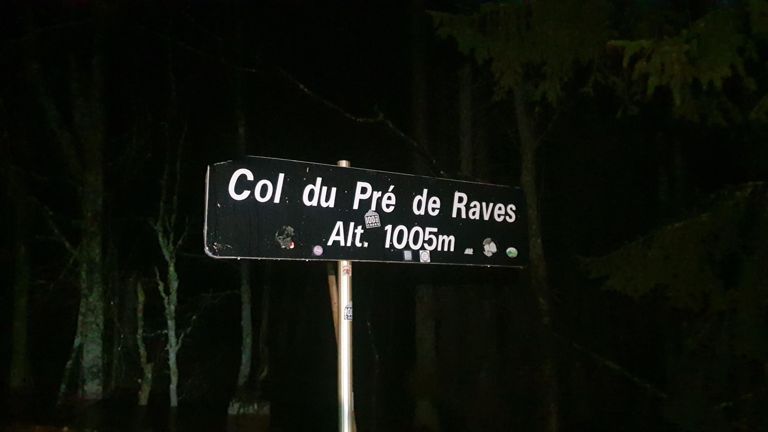 Col du Pré de Raves
Alt. 1005m